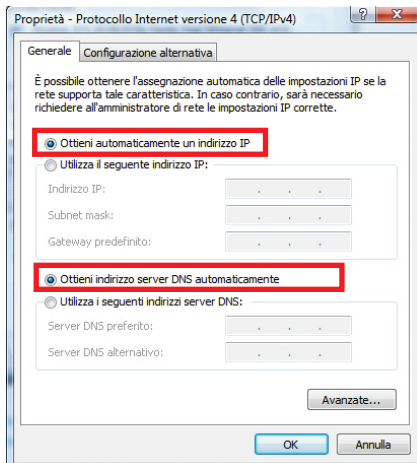 Proprietà - Protocollo Internet versione 4 (TCP/IPv4)
Generale Configurazione alternativa
È possibile ottenere l'assegnazione automatica delle impostazioni IP se la
rete supporta tale caratteristica. In caso contrario, sarà necessario
richiedere all'amministratore di rete le impostazioni IP corrette.
Ottieni automaticamente un indirizzo IP
Utilizza il seguente indirizzo IP:
Indirizzo IP:
Subnet mask:
Gateway predefinito:
Ottieni indirizzo server DNS automaticamente
Utilizza i seguenti indirizzi server DNS:
Server DNS preferito:
Server DNS alternativo:
Avanzate...
OK Annulla